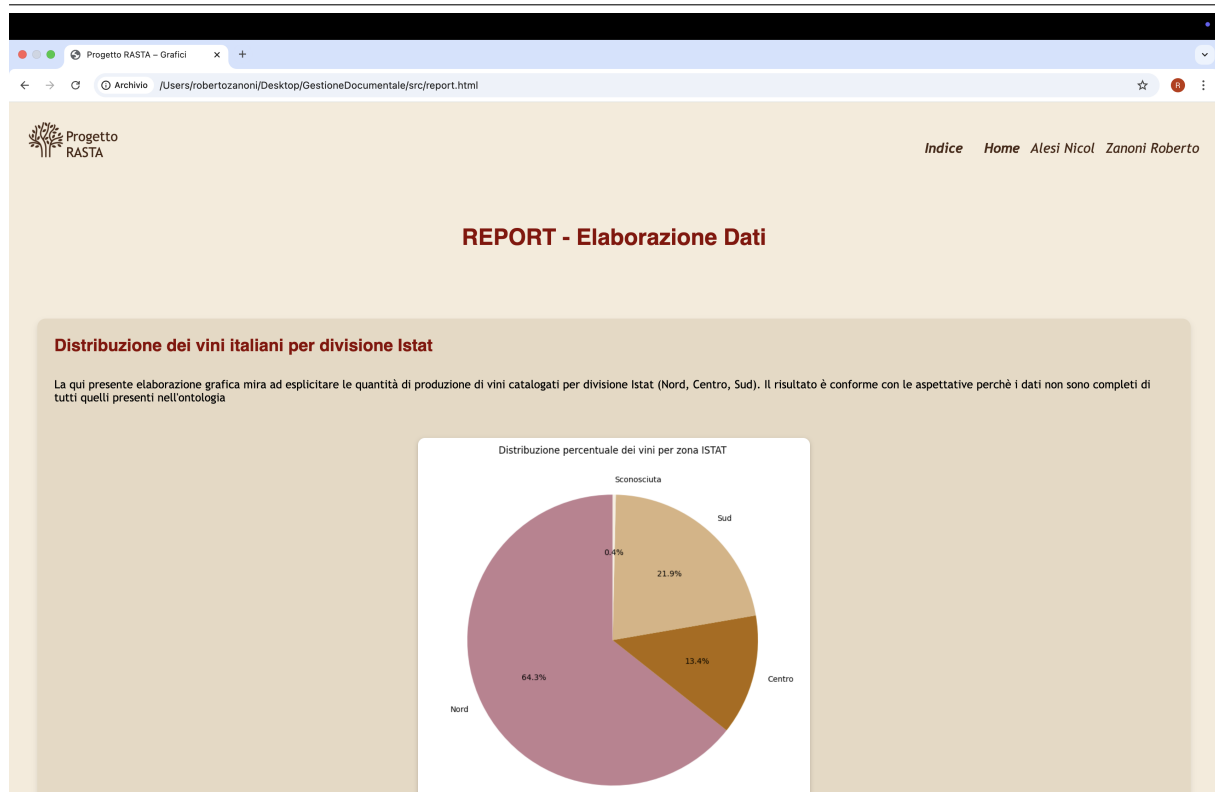 Progetto RASTA – Grafici
Archivio /Users/robertozanoni/Desktop/GestioneDocumentale/src/report.html
R
Progetto
RASTA
Indice Home Alesi Nicol Zanoni Roberto
REPORT - Elaborazione Dati
Distribuzione dei vini italiani per divisione Istat
La qui presente elaborazione grafica mira ad esplicitare le quantità di produzione di vini catalogati per divisione Istat (Nord, Centro, Sud). Il risultato è conforme con le aspettative perchè i dati non sono completi di
tutti quelli presenti nell'ontologia
Distribuzione percentuale dei vini per zona ISTAT
Sconosciuta
Sud
0.4%
21.9%
13.4%
64.3%
Centro
Nord